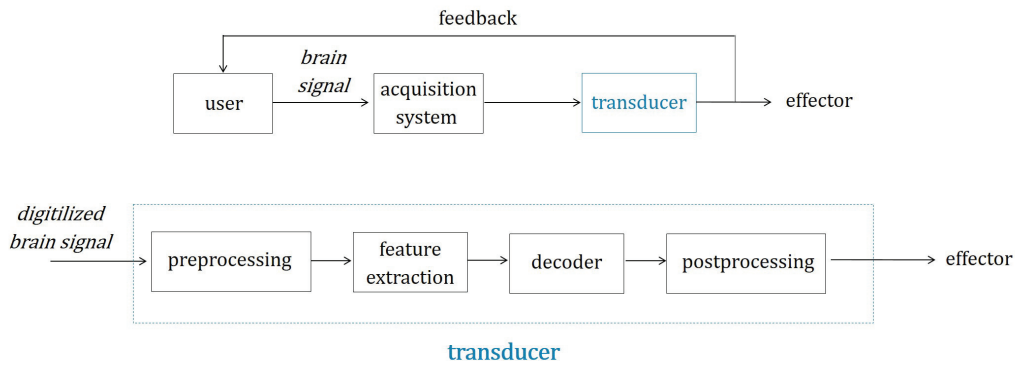 feedback
brain
signal
user
acquisition
system
transducer
effector
digitilized
brain signal
preprocessing
feature
extraction
decoder
postprocessing
effector
transducer